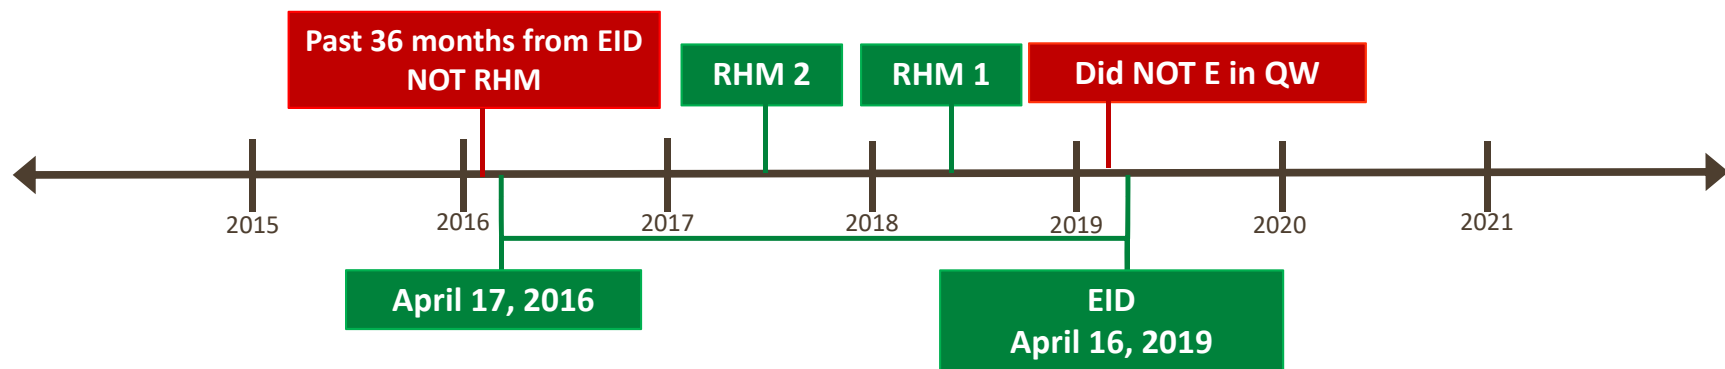 Past 36 months from EID
NOT RHM
RHM 2
RHM 1
Did NOT E in QW
2015
2016
2017
2018
2019
2020
2021
April 17, 2016
EID
April 16, 2019